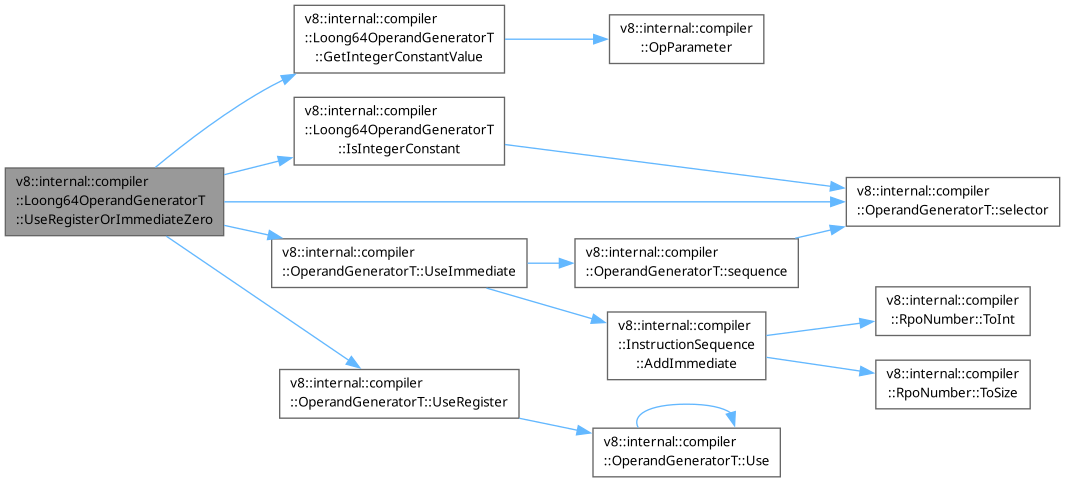 v8::internal::compiler
::Loong64OperandGeneratorT
::UseRegisterOrImmediateZero
v8::internal::compiler
::Loong64OperandGeneratorT
::GetIntegerConstantValue
v8::internal::compiler
::OpParameter
v8::internal::compiler
::Loong64OperandGeneratorT
::IsIntegerConstant
v8::internal::compiler
::OperandGeneratorT::selector
v8::internal::compiler
::OperandGeneratorT::UseImmediate
v8::internal::compiler
::OperandGeneratorT::sequence
v8::internal::compiler
::InstructionSequence
::AddImmediate
v8::internal::compiler
::RpoNumber::ToInt
v8::internal::compiler
::RpoNumber::ToSize
v8::internal::compiler
::OperandGeneratorT::UseRegister
v8::internal::compiler
::OperandGeneratorT::Use